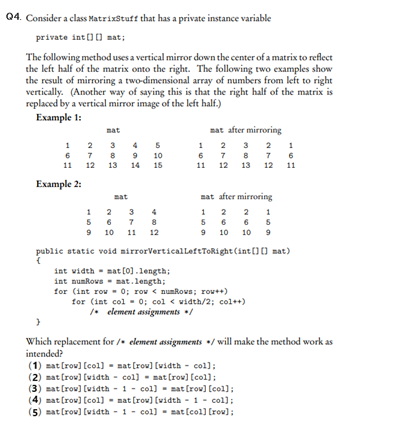 Q4. Consider a class MatrixStuff that has a private instance variable
private int[][] mat;
The following method uses a vertical mirror down the center of a matrix to reflect
the left half of the matrix onto the right. The following two examples show
the result of mirroring a two-dimensional array of numbers from left to right
vertically. (Another way of saying this is that the right half of the matrix is
replaced by a vertical mirror image of the left half.)
Example 1:
mat mat after mirroring
1 2 3 4 5 1 2 3 2 1
6 7 8 9 10 6 7 8 7 6
11 12 13 14 15 11 12 13 12 11
Example 2:
mat mat after mirroring
1 2 3 4 1 2 2 1
5 6 7 8 5 6 6 5
9 10 11 12 9 10 10 9
public static void mirrorVerticalLeftToRight(int[][] mat)
{
int width = mat[0].length;
int numRows = mat.length;
for (int row = 0; row < numRows; row++)
for (int col = 0; col < width/2; col++)
/* element assignments */
}
Which replacement for /* element assignments */ will make the method work as
intended?
(1) mat[row][col] = mat[row][width - col];
(2) mat[row][width - col] = mat[row][col];
(3) mat[row][width - 1 - col] = mat[row][col];
(4) mat[row][col] = mat[row][width - 1 - col];
(5) mat[row][width - 1 - col] = mat[col][row];